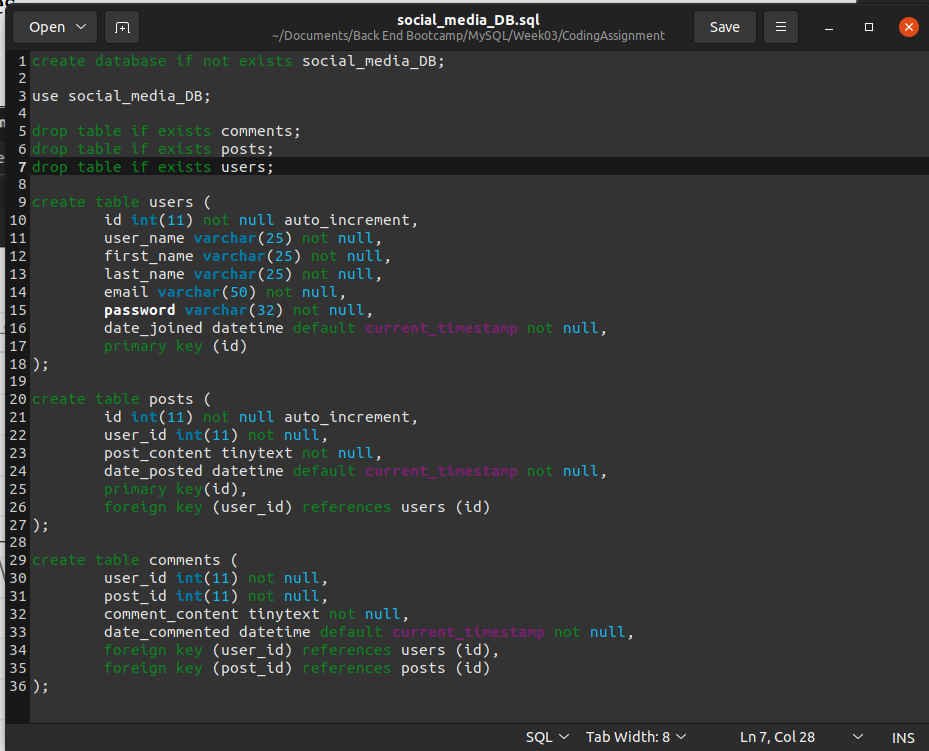 es
Open
social_media_DB.sql
~/Documents/Back End Bootcamp/MySQL/Week03/CodingAssignment
Save
1 create database if not exists social_media_DB;
2
3 use social_media_DB;
4
5 drop table if exists comments;
6 drop table if exists posts;
7 drop table if exists users;
8
9 create table users (
10 id int(11) not null auto_increment,
11 user_name varchar(25) not null,
12 first_name varchar(25) not null,
13 last_name varchar(25) not null,
14 email varchar(50) not null,
15 password varchar(32) not null,
16 date_joined datetime default current_timestamp not null,
17 primary key (id)
18 );
19
20 create table posts (
21 id int(11) not null auto_increment,
22 user_id int(11) not null,
23 post_content tinytext not null,
24 date_posted datetime default current_timestamp not null,
25 primary key(id),
26 foreign key (user_id) references users (id)
27 );
28
29 create table comments (
30 user_id int(11) not null,
31 post_id int(11) not null,
32 comment_content tinytext not null,
33 date_commented datetime default current_timestamp not null,
34 foreign key (user_id) references users (id),
35 foreign key (post_id) references posts (id)
36 );
SQL Tab Width: 8 Ln 7, Col 28 INS